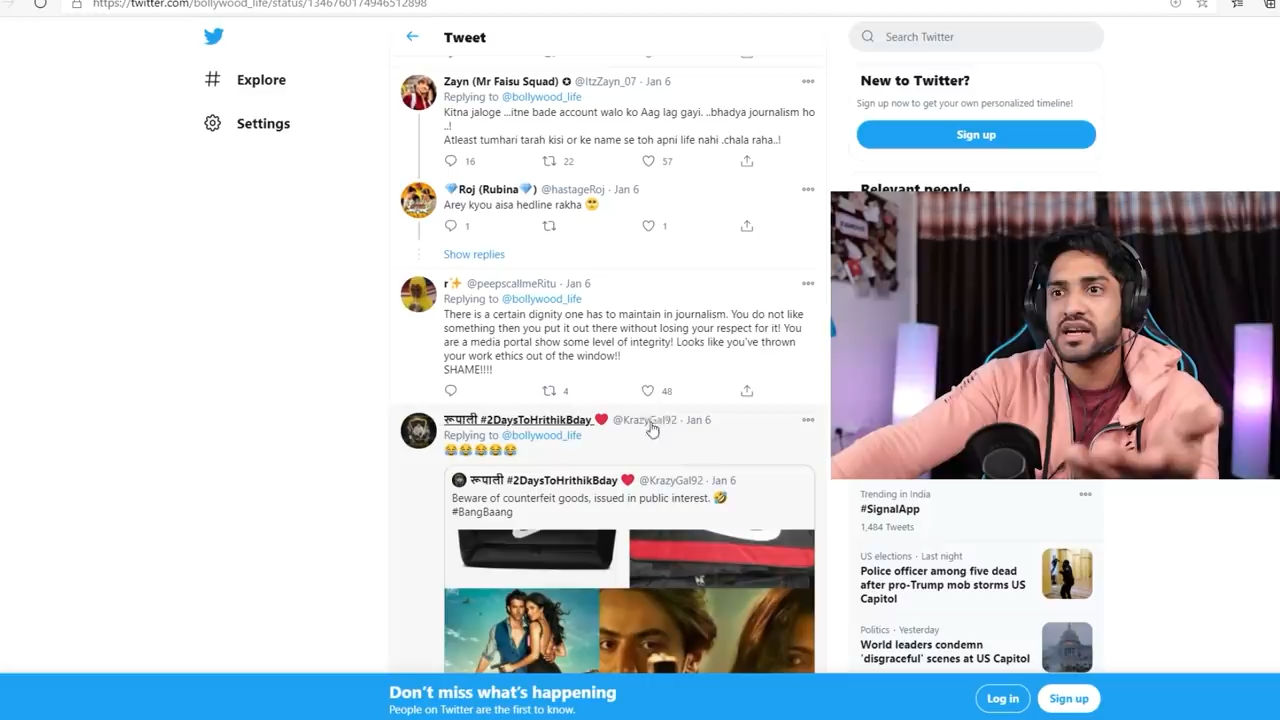 https://twitter.com/bollywood_life/status/1346760174946512898
Tweet
Search Twitter
Explore
Settings
New to Twitter?
Sign up now to get your own personalized timeline!
Sign up
Relevant people
Zayn (Mr Faisu Squad) ✪ @ItzZayn_07 · Jan 6
Replying to @bollywood_life
Kitna jaloge ...itne bade account walo ko Aag lag gayi. ..bhadya journalism ho
..!
Atleast tumhari tarah kisi or ke name se toh apni life nahi .chala raha..!
16 22 57
💎Roj (Rubina💎) @hastageRoj · Jan 6
Arey kyou aisa hedline rakha 🥺
1 1
Show replies
r✨ @peepscallmeRitu · Jan 6
Replying to @bollywood_life
There is a certain dignity one has to maintain in journalism. You do not like
something then you put it out there without losing your respect for it! You
are a media portal show some level of integrity! Looks like you've thrown
your work ethics out of the window!!
SHAME!!!!
4 48
रूपाली #2DaysToHrithikBday ❤️ @KrazyGal92 · Jan 6
Replying to @bollywood_life
😂😂😂😂😂
रूपाली #2DaysToHrithikBday ❤️ @KrazyGal92 · Jan 6
Beware of counterfeit goods, issued in public interest. 🤣
#BangBaang
Trending in India
#SignalApp
1,484 Tweets
US elections · Last night
Police officer among five dead
after pro-Trump mob storms US
Capitol
Politics · Yesterday
World leaders condemn
'disgraceful' scenes at US Capitol
Don't miss what's happening
People on Twitter are the first to know.
Log in
Sign up